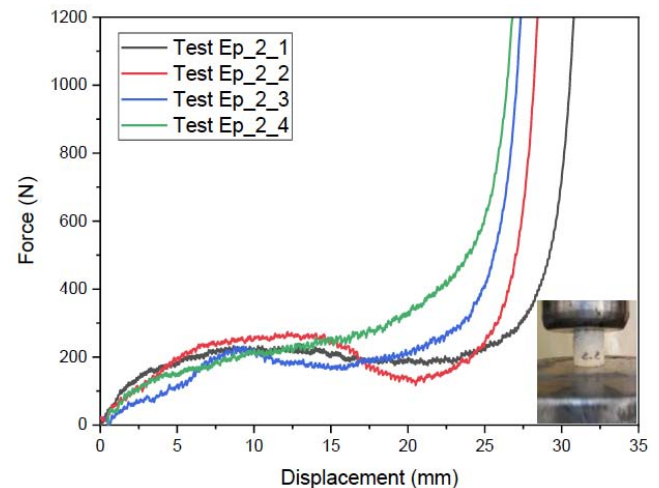 1200
1000
800
600
400
200
0
Force (N)
Test Ep_2_1
Test Ep_2_2
Test Ep_2_3
Test Ep_2_4
0 5 10 15 20 25 30 35
Displacement (mm)